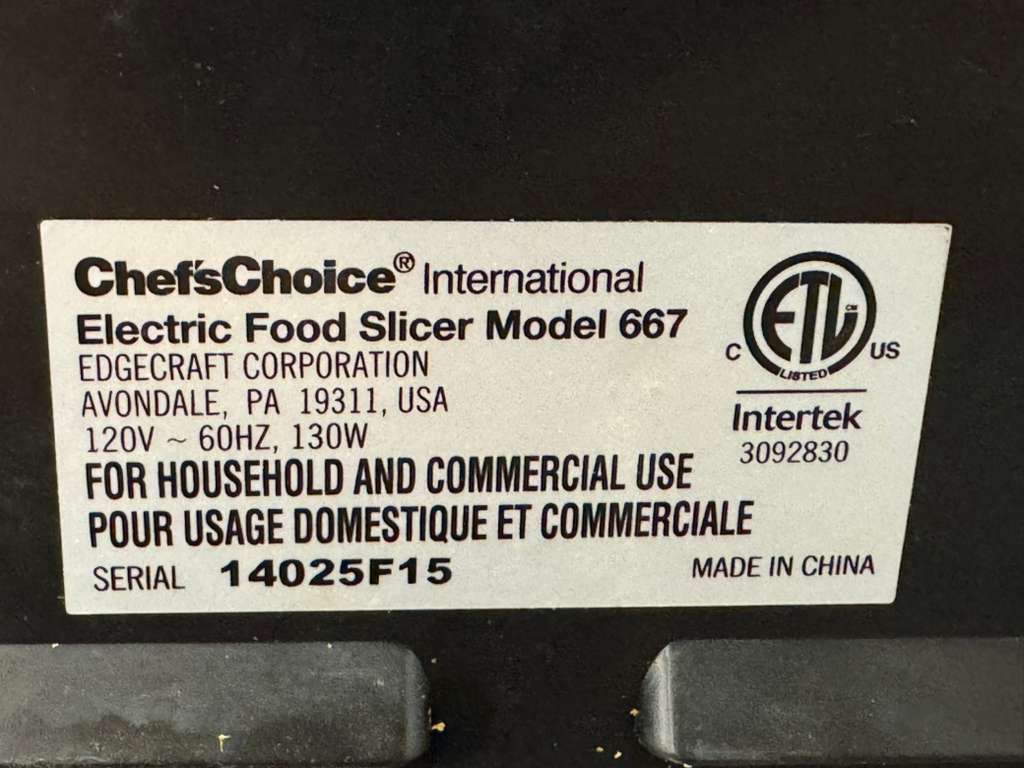 Chef'sChoice® International
Electric Food Slicer Model 667
EDGECRAFT CORPORATION
AVONDALE, PA 19311, USA
120V ~ 60HZ, 130W
FOR HOUSEHOLD AND COMMERCIAL USE
POUR USAGE DOMESTIQUE ET COMMERCIALE
SERIAL 14025F15
MADE IN CHINA
ETL CM
C LISTED US
Intertek
3092830